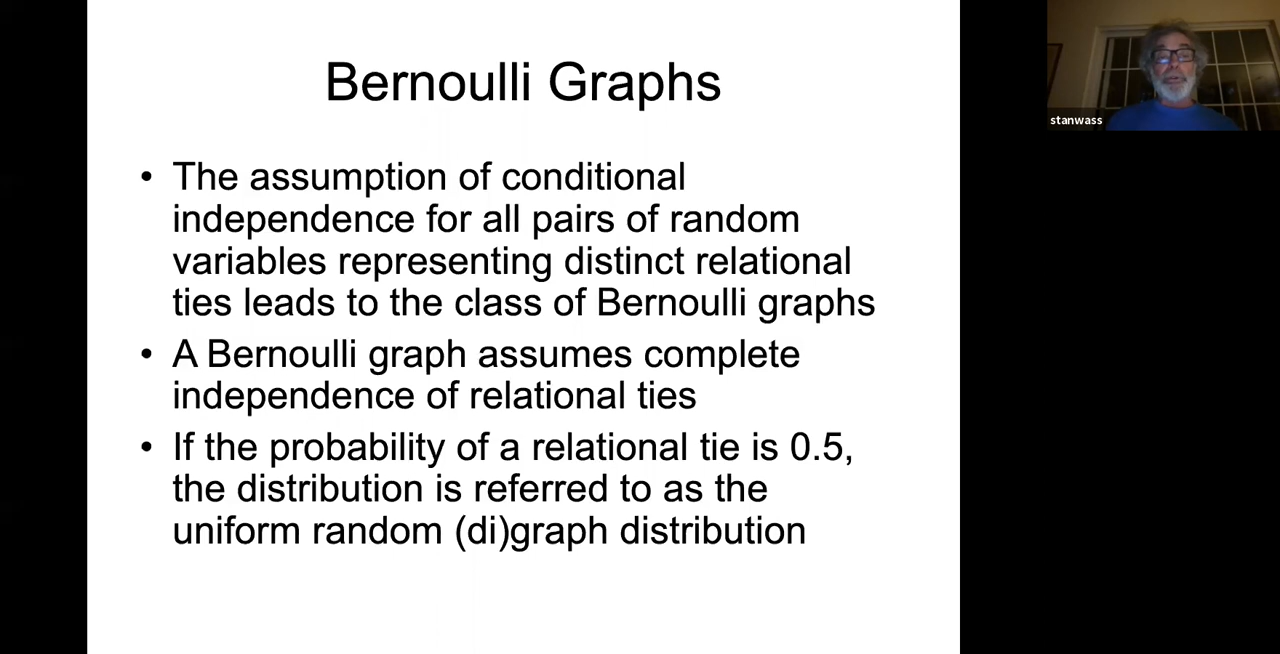 Bernoulli Graphs
• The assumption of conditional
independence for all pairs of random
variables representing distinct relational
ties leads to the class of Bernoulli graphs
• A Bernoulli graph assumes complete
independence of relational ties
• If the probability of a relational tie is 0.5,
the distribution is referred to as the
uniform random (di)graph distribution
stanwass